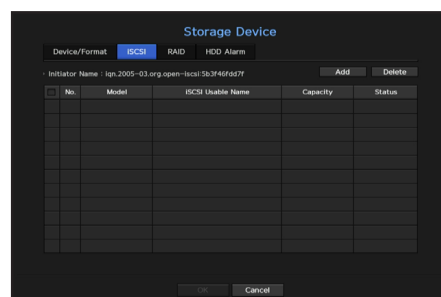 Storage Device
Device/Format iSCSI RAID HDD Alarm
· Initiator Name : iqn.2005-03.org.open-iscsi:5b3f46fdd7f Add Delete
No. Model iSCSI Usable Name Capacity Status
OK Cancel